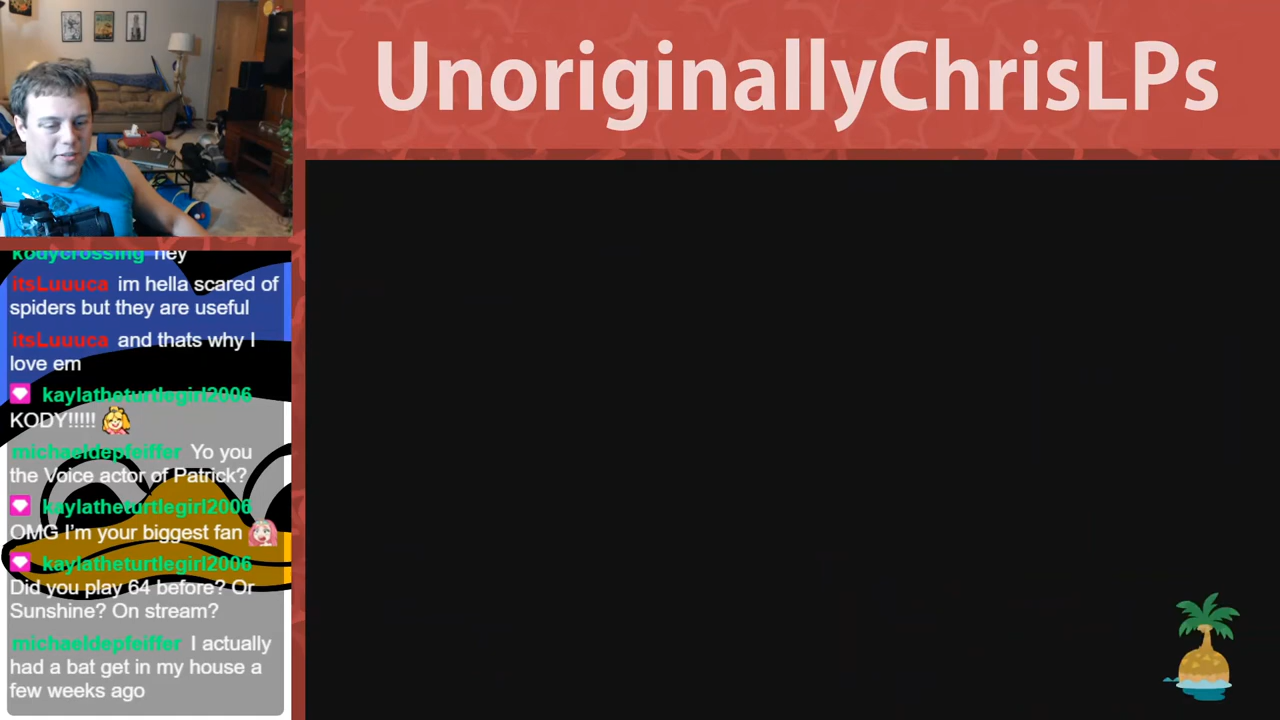 UnoriginallyChrisLPs
kodycrossing hey
itsLuuuca im hella scared of
spiders but they are useful
itsLuuuca and thats why I
love em
kaylatheturtlegirl2006
KODY!!!!!
michaeldepfeiffer Yo you
the Voice actor of Patrick?
kaylatheturtlegirl2006
OMG I'm your biggest fan
kaylatheturtlegirl2006
Did you play 64 before? Or
Sunshine? On stream?
michaeldepfeiffer I actually
had a bat get in my house a
few weeks ago